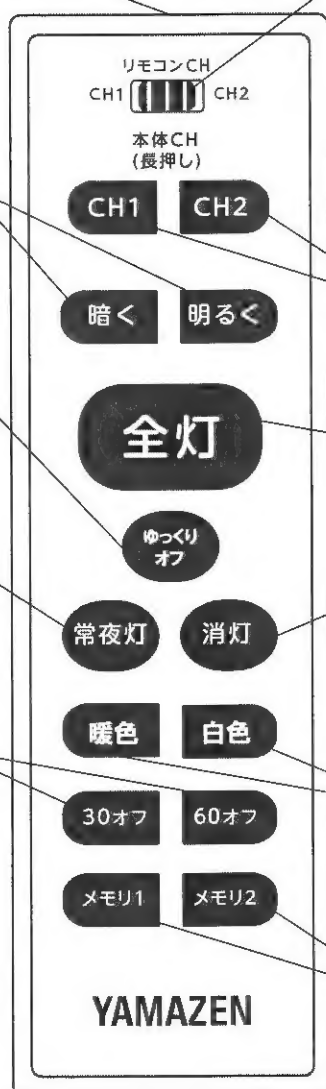 リモコンCH
CH1 CH2
本体CH
(長押し)
CH1 CH2
暗く 明るく
全灯
ゆっくり
オフ
常夜灯 消灯
暖色 白色
30オフ 60オフ
メモリ1 メモリ2
YAMAZEN